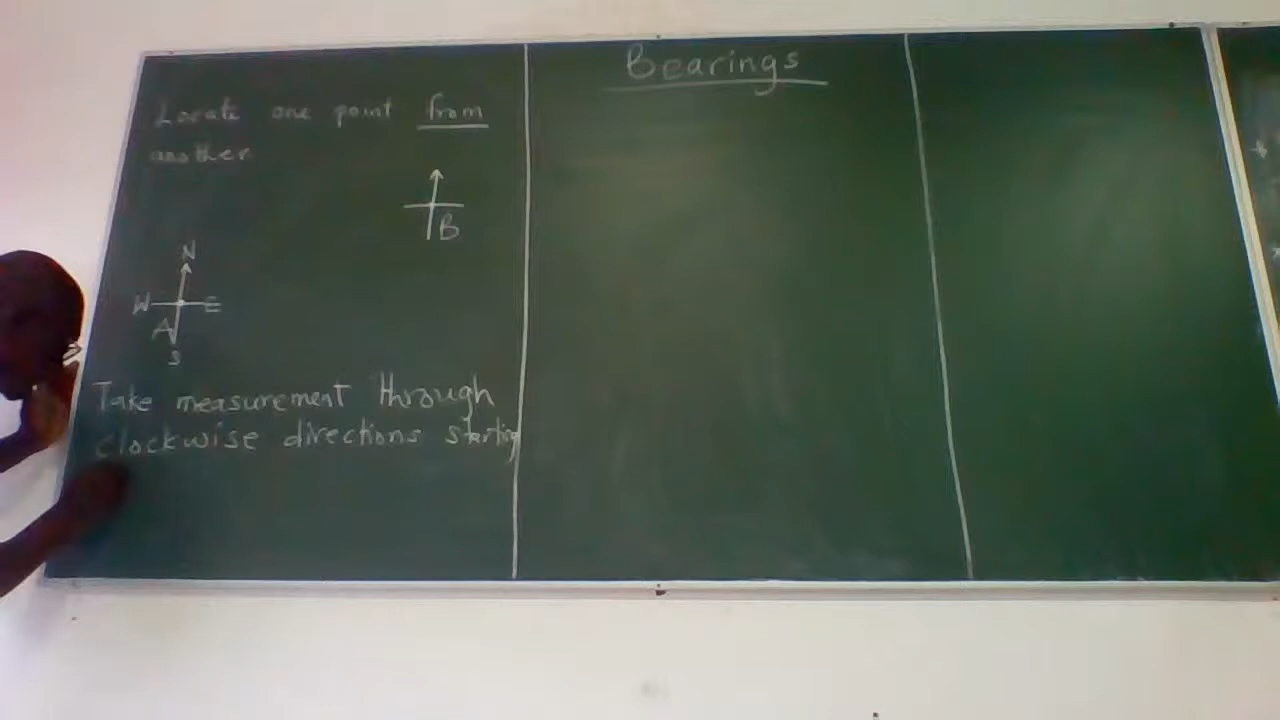 Bearings
Locate one point from
another
B
N
W E
A
S
Take measurement through
clockwise directions starting